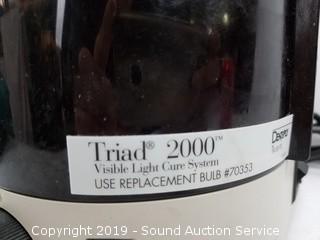 Triad® 2000™
Visible Light Cure System
USE REPLACEMENT BULB #70353
Copyright 2019 - Sound Auction Service